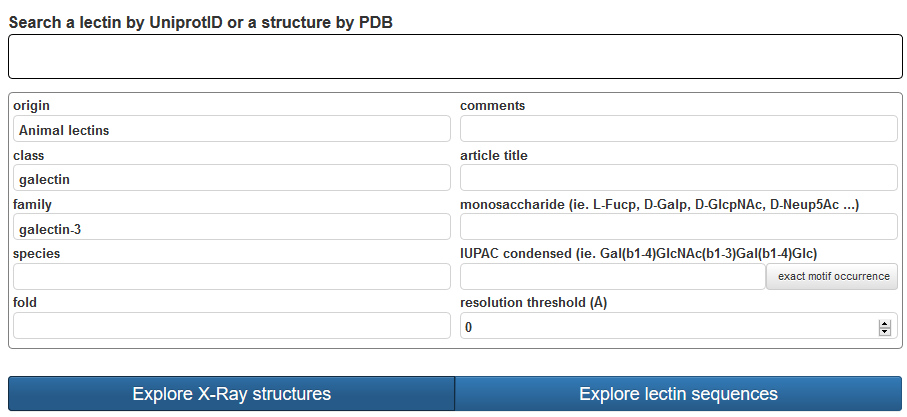 Search a lectin by UniprotID or a structure by PDB
origin
Animal lectins
class
galectin
family
galectin-3
species
fold
comments
article title
monosaccharide (ie. L-Fucp, D-Galp, D-GlcpNAc, D-Neup5Ac ...)
IUPAC condensed (ie. Gal(b1-4)GlcNAc(b1-3)Gal(b1-4)Glc)
exact motif occurrence
resolution threshold (Å)
0
Explore X-Ray structures
Explore lectin sequences